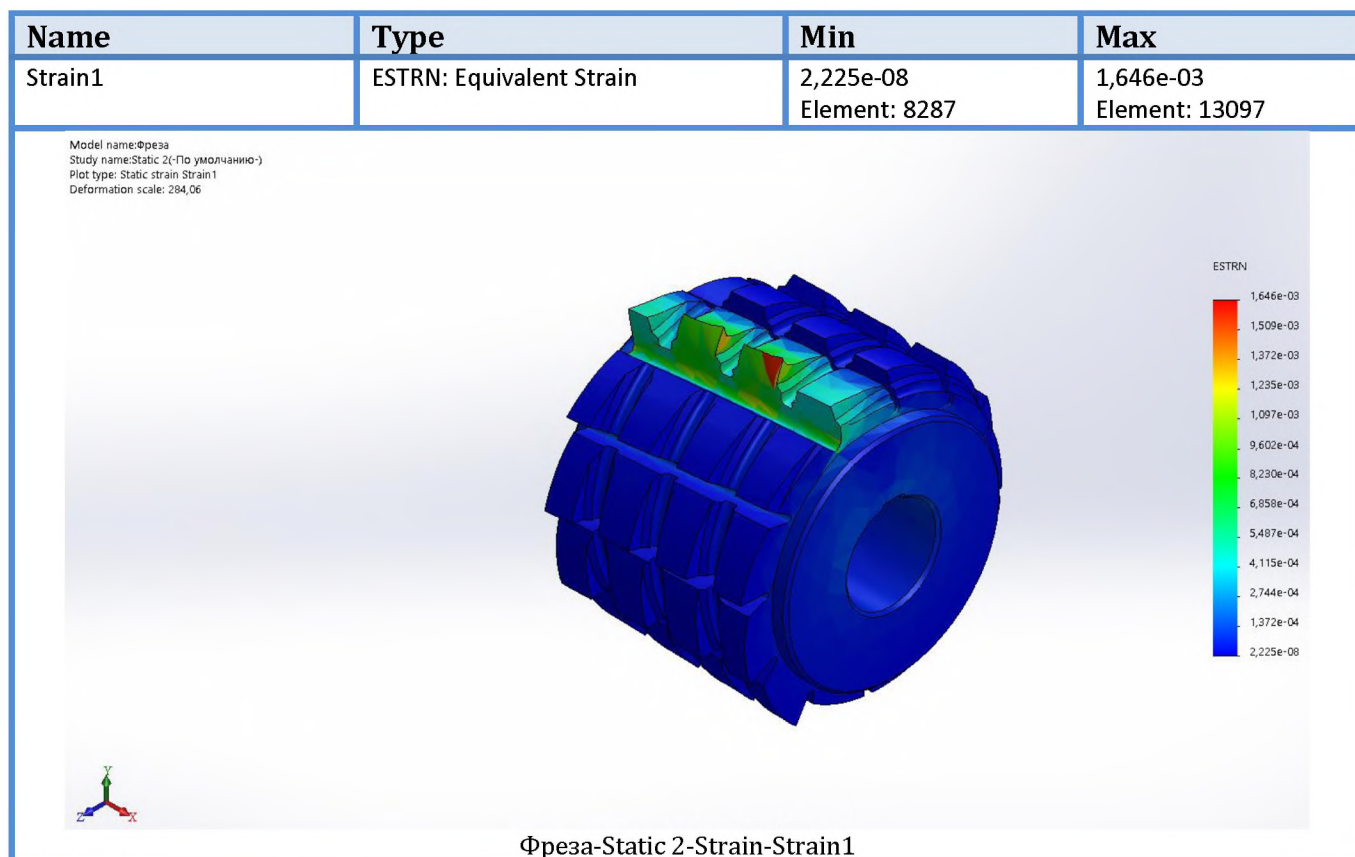 Name Type Min Max
Strain1 ESTRN: Equivalent Strain 2,225e-08 1,646e-03
Element: 8287 Element: 13097
Model name:Фреза
Study name:Static 2(-По умолчанию-)
Plot type: Static strain Strain1
Deformation scale: 284,06
ESTRN
1,646e-03
1,509e-03
1,372e-03
1,235e-03
1,097e-03
9,602e-04
8,230e-04
6,858e-04
5,487e-04
4,115e-04
2,744e-04
1,372e-04
2,225e-08
Y
Z X
Фреза-Static 2-Strain-Strain1